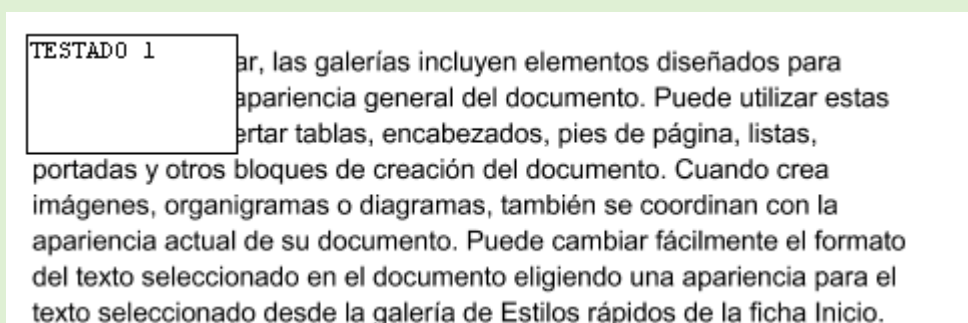 TESTADO 1
ar, las galerías incluyen elementos diseñados para
apariencia general del documento. Puede utilizar estas
ertar tablas, encabezados, pies de página, listas,
portadas y otros bloques de creación del documento. Cuando crea
imágenes, organigramas o diagramas, también se coordinan con la
apariencia actual de su documento. Puede cambiar fácilmente el formato
del texto seleccionado en el documento eligiendo una apariencia para el
texto seleccionado desde la galería de Estilos rápidos de la ficha Inicio.